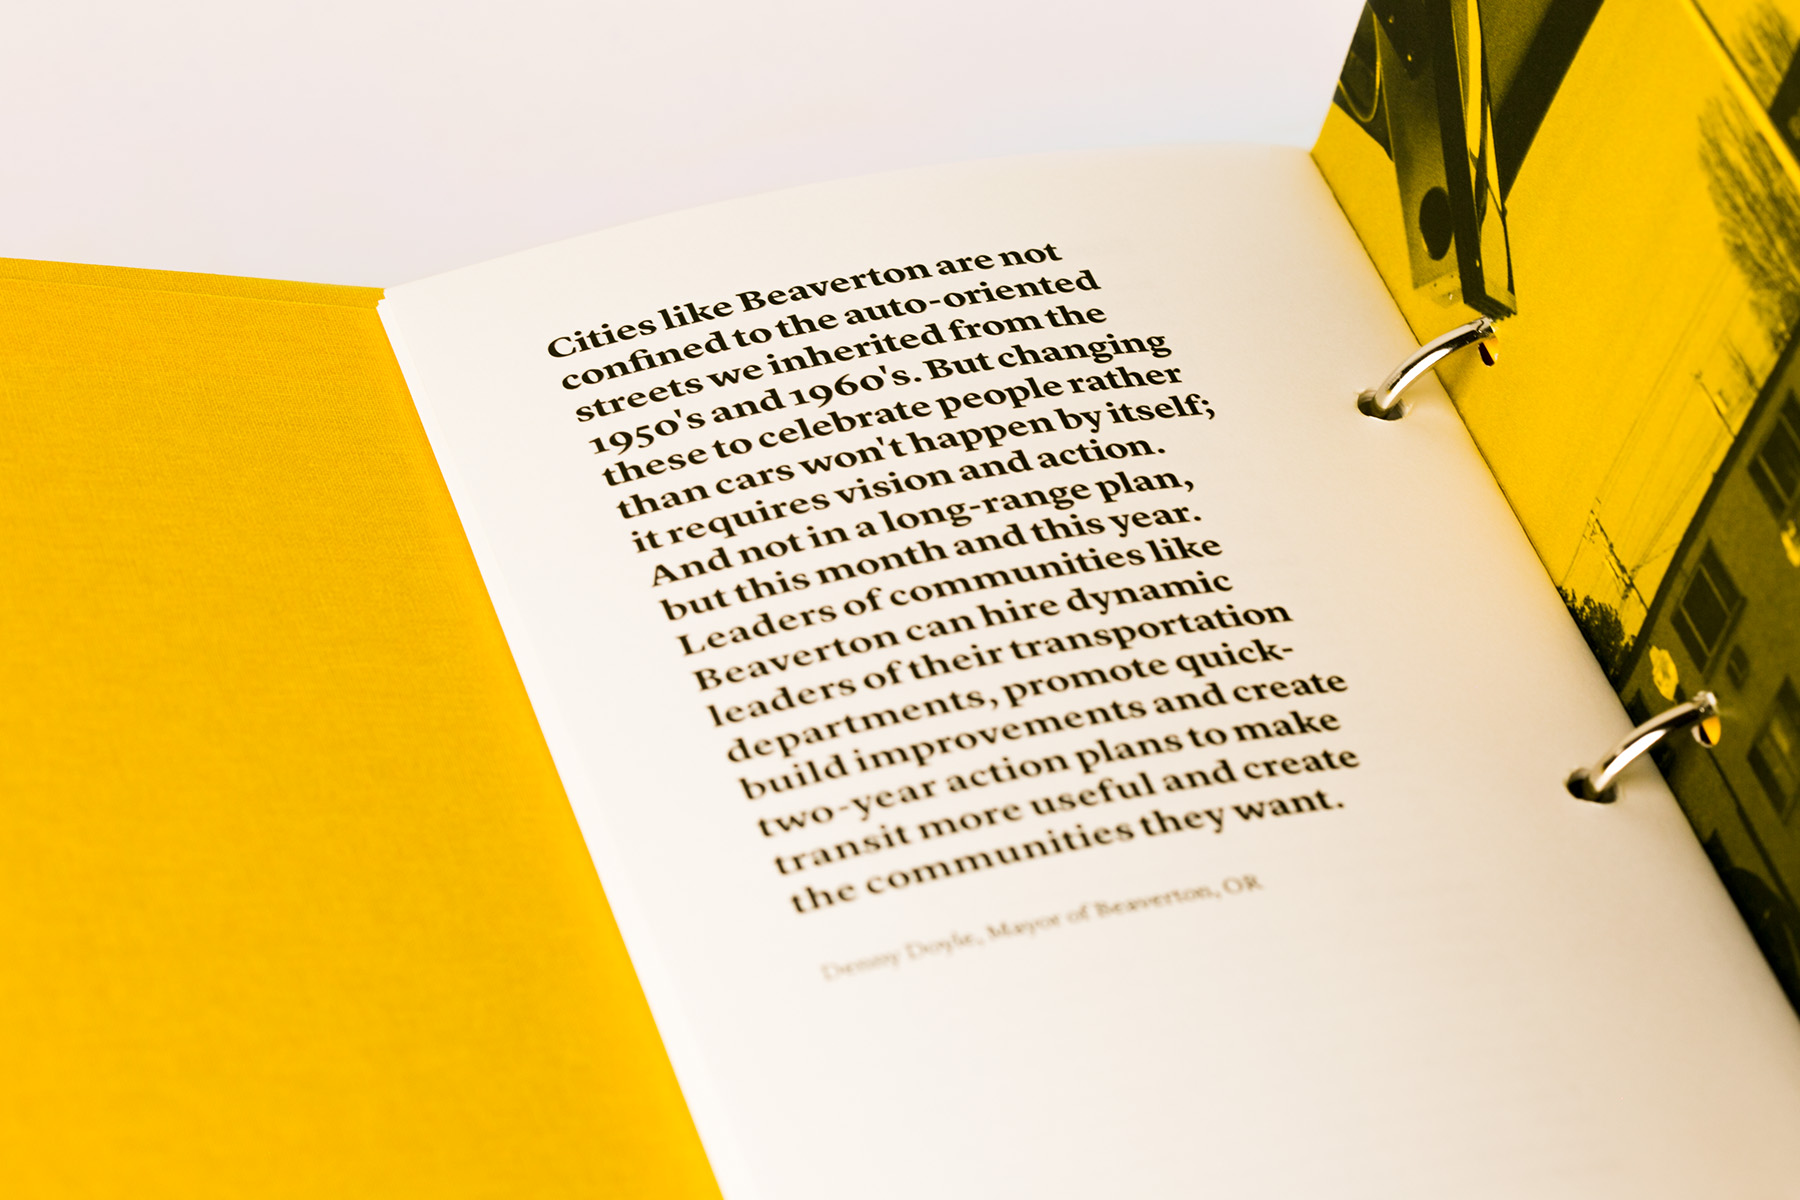 Cities like Beaverton are not
confined to the auto-oriented
streets we inherited from the
1950's and 1960's. But changing
these to celebrate people rather
than cars won't happen by itself;
it requires vision and action.
And not in a long-range plan,
but this month and this year.
Leaders of communities like
Beaverton can hire dynamic
leaders of their transportation
departments, promote quick-
build improvements and create
two-year action plans to make
transit more useful and create
the communities they want.
Denny Doyle, Mayor of Beaverton, OR